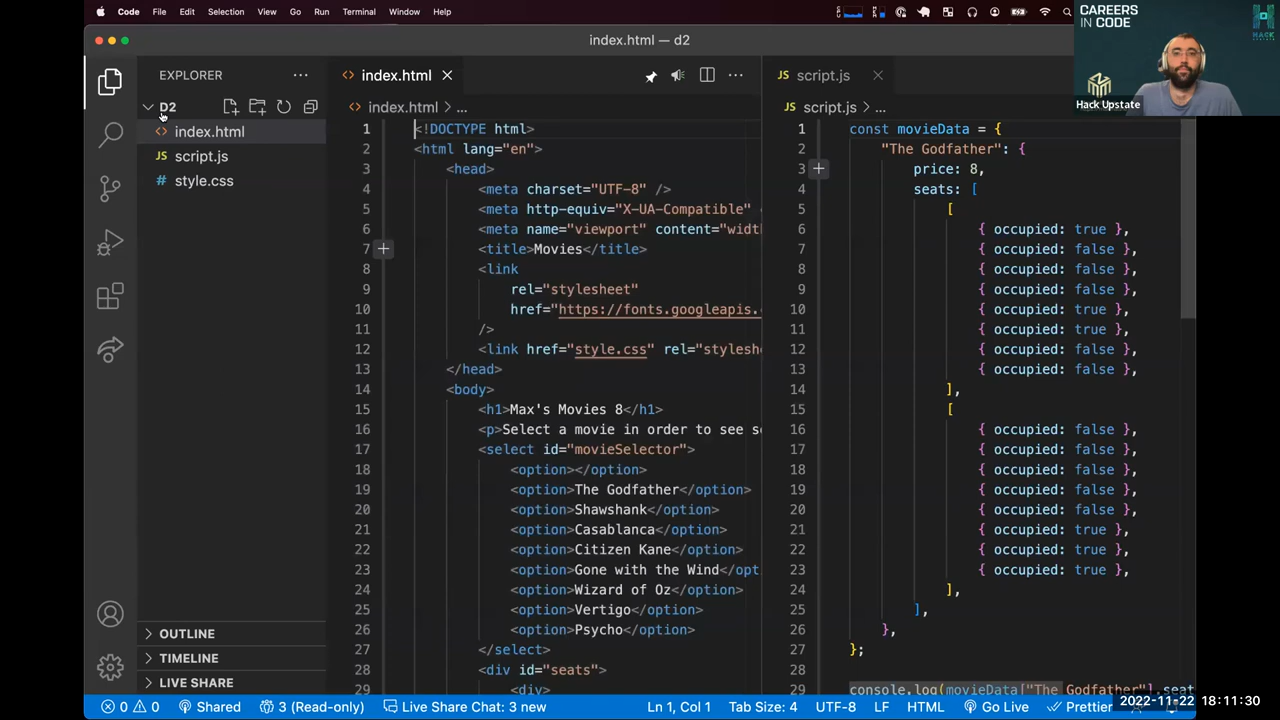 Code File Edit Selection View Go Run Terminal Window Help
index.html — d2
CAREERS
IN CODE
HACK
UPSTATE
Hack Upstate
EXPLORER
D2
index.html
script.js
style.css
OUTLINE
TIMELINE
LIVE SHARE
index.html
index.html > ...
1 <!DOCTYPE html>
2 <html lang="en">
3 <head>
4 <meta charset="UTF-8" />
5 <meta http-equiv="X-UA-Compatible"
6 <meta name="viewport" content="widt
7 <title>Movies</title>
8 <link
9 rel="stylesheet"
10 href="https://fonts.googleapis.
11 />
12 <link href="style.css" rel="stylesh
13 </head>
14 <body>
15 <h1>Max's Movies 8</h1>
16 <p>Select a movie in order to see s
17 <select id="movieSelector">
18 <option></option>
19 <option>The Godfather</option>
20 <option>Shawshank</option>
21 <option>Casablanca</option>
22 <option>Citizen Kane</option>
23 <option>Gone with the Wind</opt
24 <option>Wizard of Oz</option>
25 <option>Vertigo</option>
26 <option>Psycho</option>
27 </select>
28 <div id="seats">
29 <div>
script.js
script.js > ...
1 const movieData = {
2 "The Godfather": {
3 price: 8,
4 seats: [
5 [
6 { occupied: true },
7 { occupied: false },
8 { occupied: false },
9 { occupied: false },
10 { occupied: true },
11 { occupied: true },
12 { occupied: false },
13 { occupied: false },
14 ],
15 [
16 { occupied: false },
17 { occupied: false },
18 { occupied: false },
19 { occupied: false },
20 { occupied: false },
21 { occupied: true },
22 { occupied: true },
23 { occupied: true },
24 ],
25 ],
26 },
27 };
28
29 console.log(movieData["The Godfather"].seat
0 0 Shared 3 (Read-only) Live Share Chat: 3 new Ln 1, Col 1 Tab Size: 4 UTF-8 LF HTML Go Live Prettier
2022-11-22 18:11:30